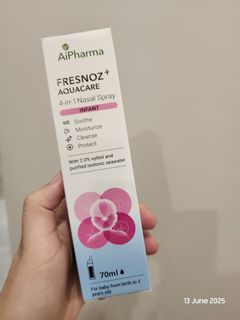 AiPharma
FRESNOZ+
AQUACARE
4-in-1 Nasal Spray
INFANT
Soothe
Moisturize
Cleanse
Protect
With 2.0% xylitol and
purified isotonic seawater
70ml
For baby from birth to 2
years old
13 June 2025